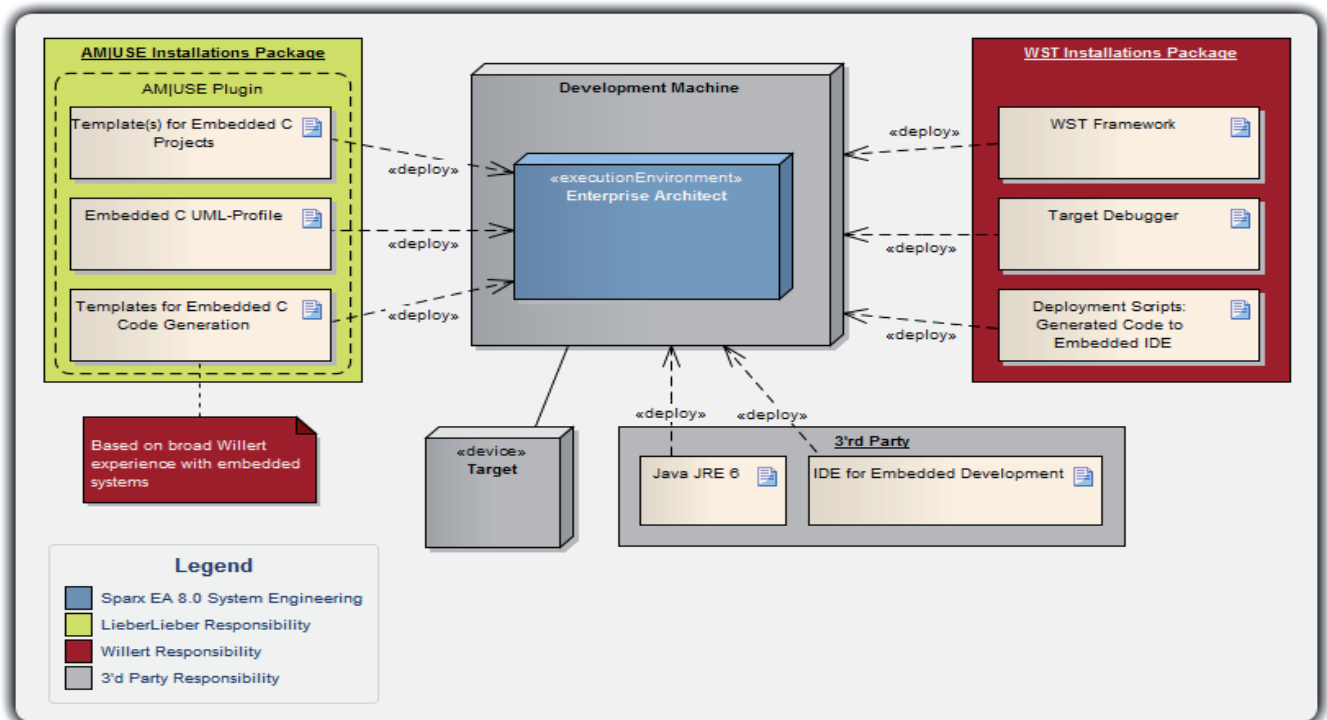 AM|USE Installations Package
AM|USE Plugin
Template(s) for Embedded C
Projects
Embedded C UML-Profile
Templates for Embedded C
Code Generation
«deploy»
«deploy»
«deploy»
Based on broad Willert
experience with embedded
systems
Development Machine
«executionEnvironment»
Enterprise Architect
«device»
Target
«deploy»
«deploy»
3'rd Party
Java JRE 6
IDE for Embedded Development
«deploy»
«deploy»
«deploy»
WST Installations Package
WST Framework
Target Debugger
Deployment Scripts:
Generated Code to
Embedded IDE
Legend
Sparx EA 8.0 System Engineering
LieberLieber Responsibility
Willert Responsibility
3'd Party Responsibility